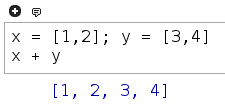 x = [1,2]; y = [3,4]
x + y
[1, 2, 3, 4]